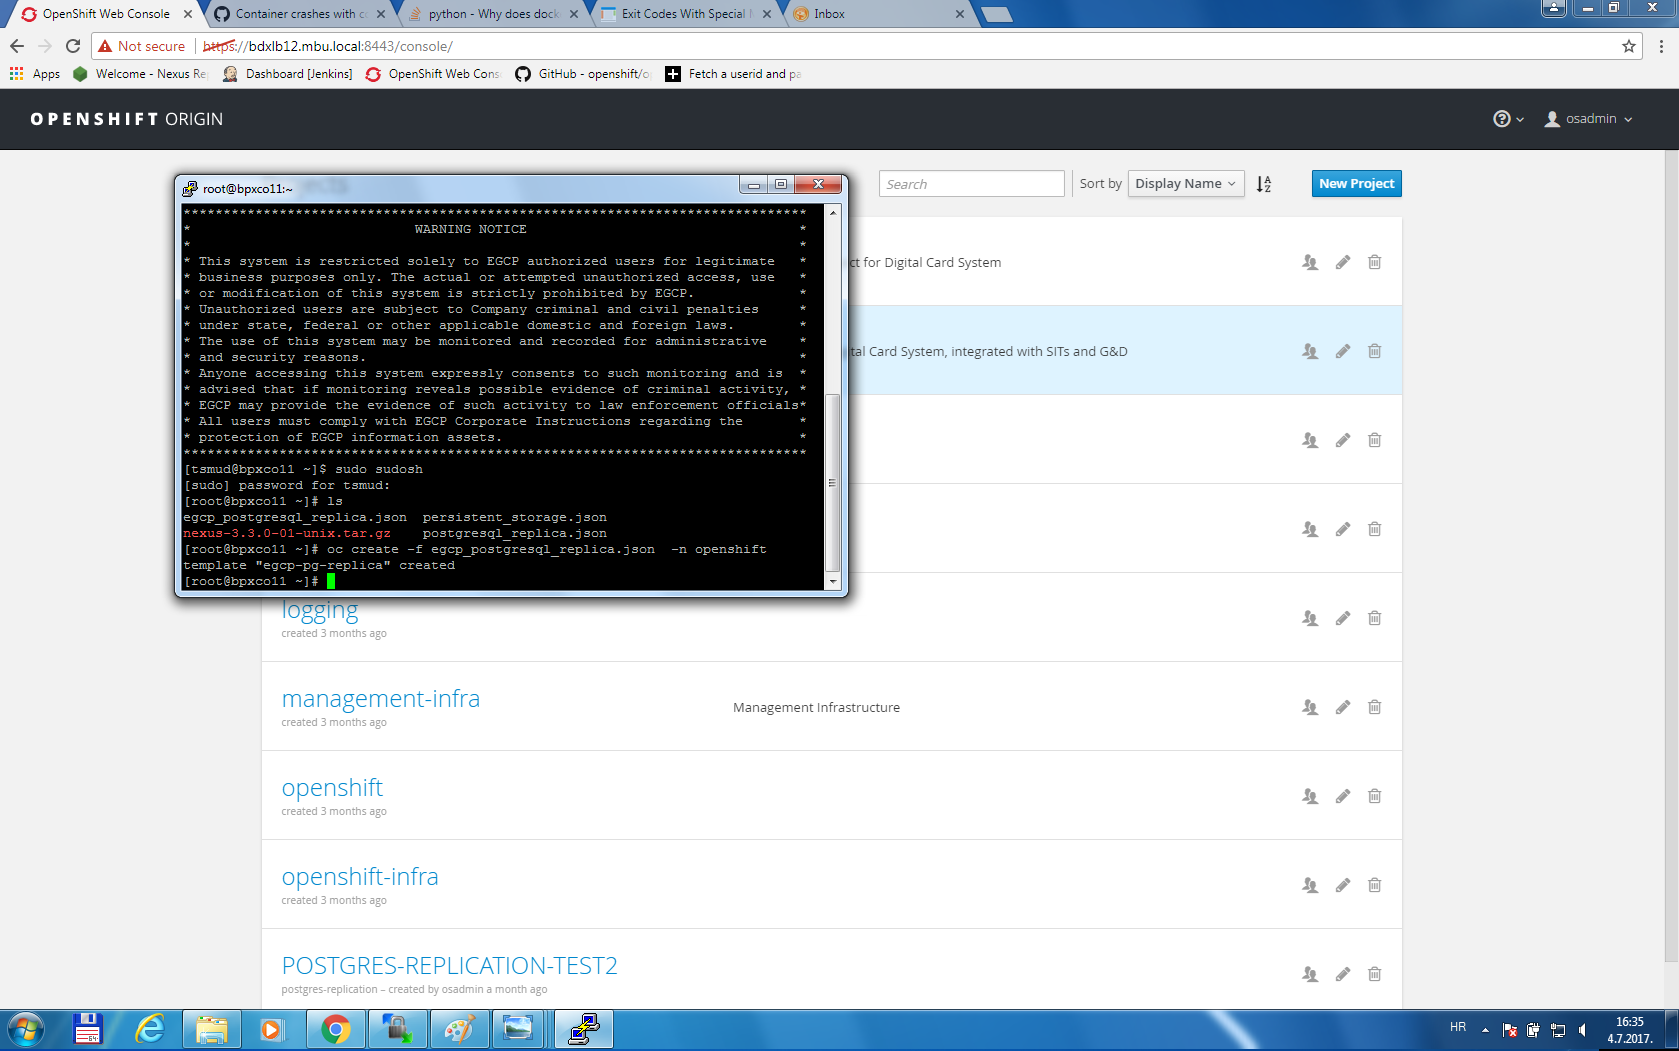 OpenShift Web Console
Container crashes with c
python - Why does dock
Exit Codes With Special
Inbox
Not secure
https://bdxlb12.mbu.local:8443/console/
Apps
Welcome - Nexus Re
Dashboard [Jenkins]
OpenShift Web Cons
GitHub - openshift/o
Fetch a userid and pa
OPENSHIFT ORIGIN
osadmin
Search
Sort by
Display Name
New Project
root@bpxco11:~
*******************************************************************************
* WARNING NOTICE *
* *
* This system is restricted solely to EGCP authorized users for legitimate *
* business purposes only. The actual or attempted unauthorized access, use *
* or modification of this system is strictly prohibited by EGCP. *
* Unauthorized users are subject to Company criminal and civil penalties *
* under state, federal or other applicable domestic and foreign laws. *
* The use of this system may be monitored and recorded for administrative *
* and security reasons. *
* Anyone accessing this system expressly consents to such monitoring and is *
* advised that if monitoring reveals possible evidence of criminal activity, *
* EGCP may provide the evidence of such activity to law enforcement officials*
* All users must comply with EGCP Corporate Instructions regarding the *
* protection of EGCP information assets. *
*******************************************************************************
[tsmud@bpxco11 ~]$ sudo sudosh
[sudo] password for tsmud:
[root@bpxco11 ~]# ls
egcp_postgresql_replica.json persistent_storage.json
nexus-3.3.0-01-unix.tar.gz postgresql_replica.json
[root@bpxco11 ~]# oc create -f egcp_postgresql_replica.json -n openshift
template "egcp-pg-replica" created
[root@bpxco11 ~]#
ct for Digital Card System
tal Card System, integrated with SITs and G&D
logging
created 3 months ago
management-infra
created 3 months ago
Management Infrastructure
openshift
created 3 months ago
openshift-infra
created 3 months ago
POSTGRES-REPLICATION-TEST2
postgres-replication – created by osadmin a month ago
64
HR
16:35
4.7.2017.